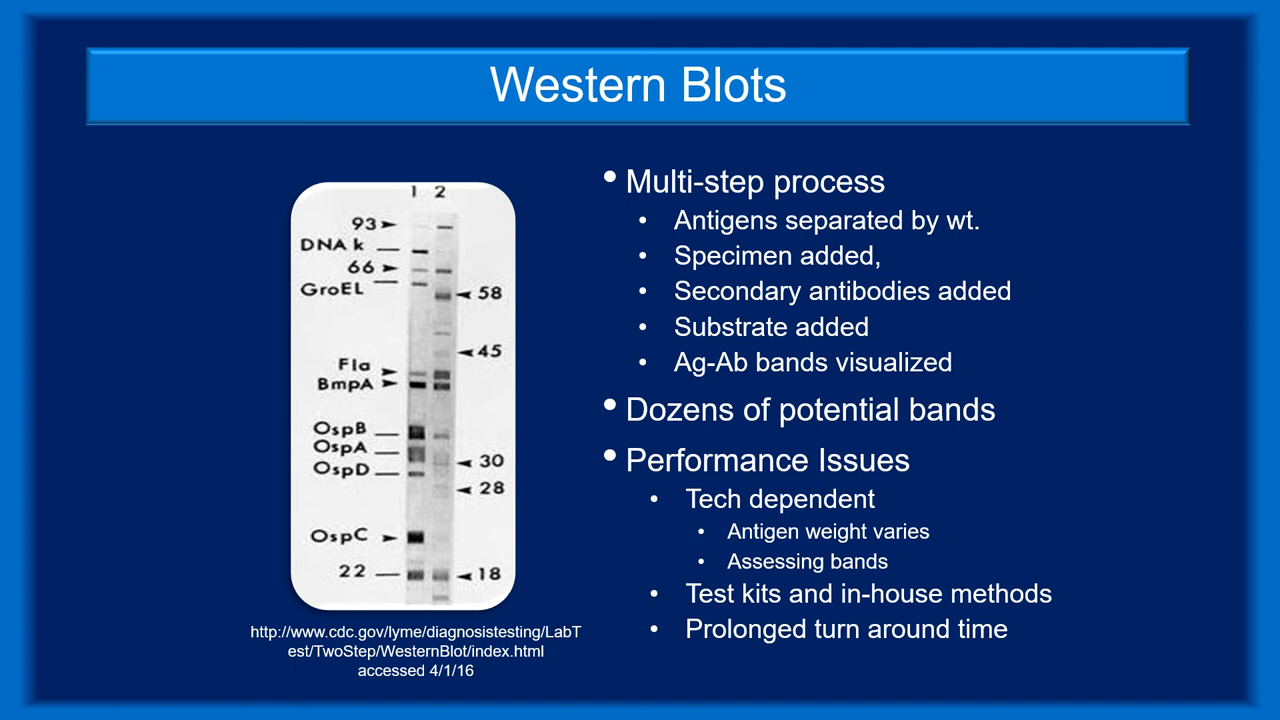 Western Blots
1 2
93
DNA k
66
GroEL
58
45
Fla
BmpA
OspB
OspA
30
OspD
28
OspC
22
18
http://www.cdc.gov/lyme/diagnosistesting/LabT
est/TwoStep/WesternBlot/index.html
accessed 4/1/16
• Multi-step process
• Antigens separated by wt.
• Specimen added,
• Secondary antibodies added
• Substrate added
• Ag-Ab bands visualized
• Dozens of potential bands
• Performance Issues
• Tech dependent
• Antigen weight varies
• Assessing bands
• Test kits and in-house methods
• Prolonged turn around time